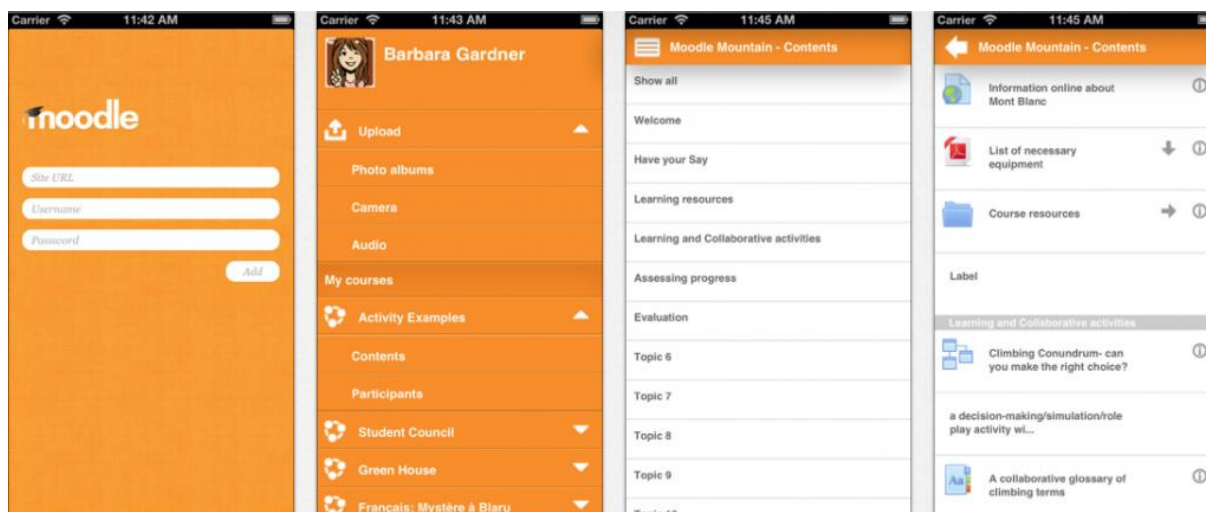 Carrier 11:42 AM
moodle
Site URL
Username
Password
Add
Carrier 11:43 AM
Barbara Gardner
Upload
Photo albums
Camera
Audio
My courses
Activity Examples
Contents
Participants
Student Council
Green House
Français: Mystère à Blaru
Carrier 11:45 AM
Moodle Mountain - Contents
Show all
Welcome
Have your Say
Learning resources
Learning and Collaborative activities
Assessing progress
Evaluation
Topic 6
Topic 7
Topic 8
Topic 9
Carrier 11:45 AM
Moodle Mountain - Contents
Information online about
Mont Blanc
List of necessary
equipment
Course resources
Label
Learning and Collaborative activities
Climbing Conundrum- can
you make the right choice?
a decision-making/simulation/role
play activity wi...
Aa
A collaborative glossary of
climbing terms